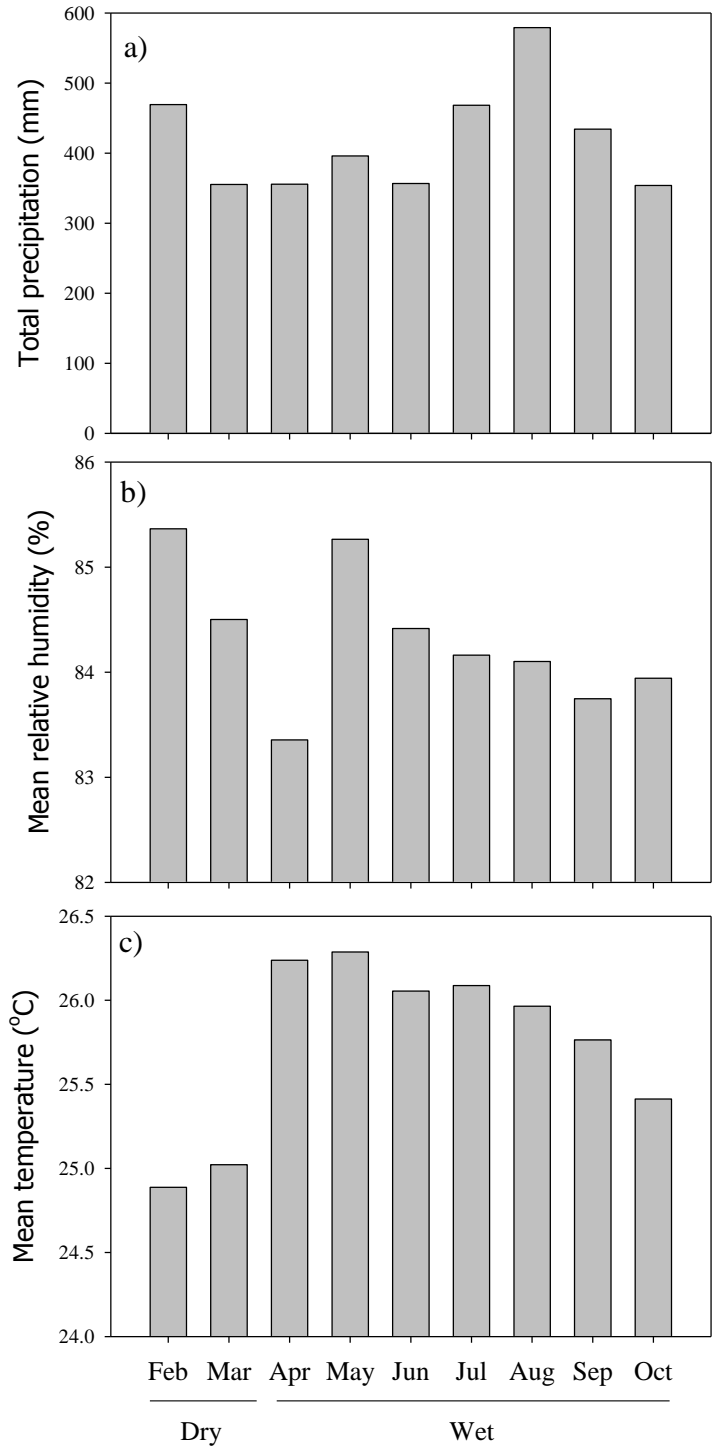 a)
Total precipitation (mm)
600
500
400
300
200
100
0
b)
Mean relative humidity (%)
86
85
84
83
82
c)
Mean temperature (°C)
26.5
26.0
25.5
25.0
24.5
24.0
Feb Mar Apr May Jun Jul Aug Sep Oct
Dry Wet